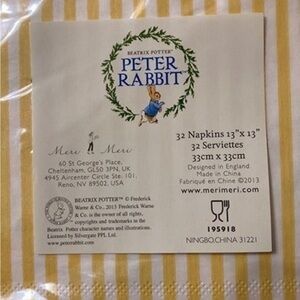 BEATRIX POTTER™
PETER
RABBIT™
Meri Meri
60 St George's Place,
Cheltenham, GL50 3PN, UK
4945 Aircenter Circle Ste. 101,
Reno, NV 89502, USA
32 Napkins 13"x 13"
32 Serviettes
33cm x 33cm
Designed in England
Made in China
Fabriqué en Chine ©2013
www.merimeri.com
BEATRIX POTTER™ © Frederick
Warne & Co., 2013 Frederick Warne
& Co. is the owner of all rights,
copyrights and trademarks in the
Beatrix Potter character names and illustrations.
Licensed by Silvergate PPL Ltd.
www.peterrabbit.com
195918
NINGBO,CHINA 31221